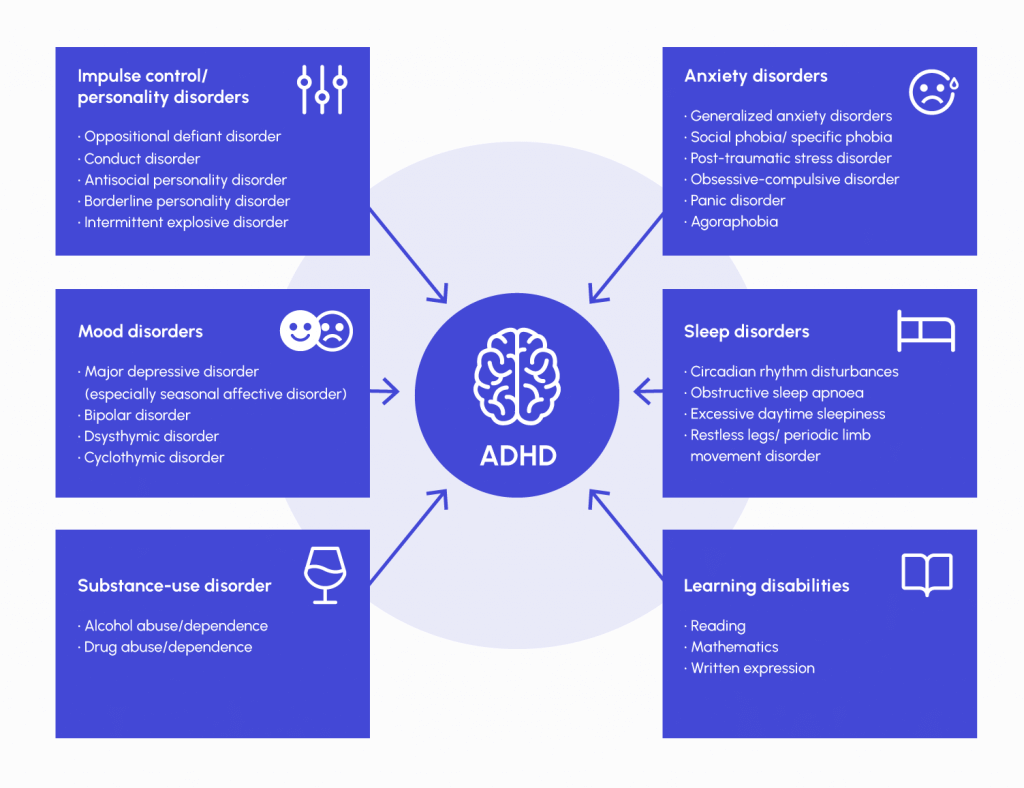 Impulse control/
personality disorders
· Oppositional defiant disorder
· Conduct disorder
· Antisocial personality disorder
· Borderline personality disorder
· Intermittent explosive disorder
Anxiety disorders
· Generalized anxiety disorders
· Social phobia/ specific phobia
· Post-traumatic stress disorder
· Obsessive-compulsive disorder
· Panic disorder
· Agoraphobia
Mood disorders
· Major depressive disorder
(especially seasonal affective disorder)
· Bipolar disorder
· Dsysthymic disorder
· Cyclothymic disorder
ADHD
Sleep disorders
· Circadian rhythm disturbances
· Obstructive sleep apnoea
· Excessive daytime sleepiness
· Restless legs/ periodic limb
movement disorder
Substance-use disorder
· Alcohol abuse/dependence
· Drug abuse/dependence
Learning disabilities
· Reading
· Mathematics
· Written expression